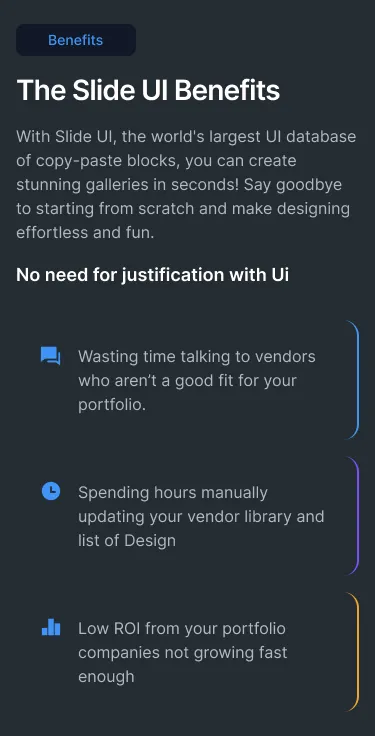 Benefits
The Slide UI Benefits
With Slide UI, the world's largest UI database
of copy-paste blocks, you can create
stunning galleries in seconds! Say goodbye
to starting from scratch and make designing
effortless and fun.
No need for justification with Ui
Wasting time talking to vendors
who aren’t a good fit for your
portfolio.
Spending hours manually
updating your vendor library and
list of Design
Low ROI from your portfolio
companies not growing fast
enough